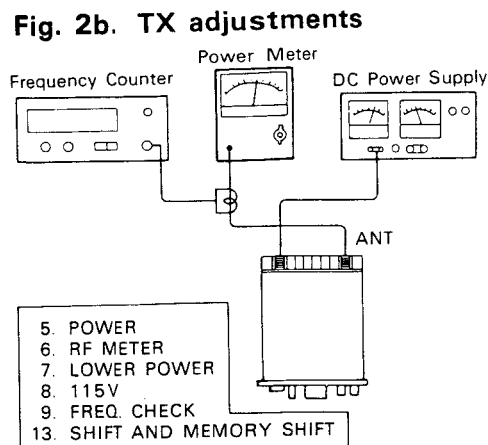 Fig. 2b. TX adjustments
Power Meter
Frequency Counter
DC Power Supply
ANT
5. POWER
6. RF METER
7. LOWER POWER
8. 115V
9. FREQ. CHECK
13. SHIFT AND MEMORY SHIFT